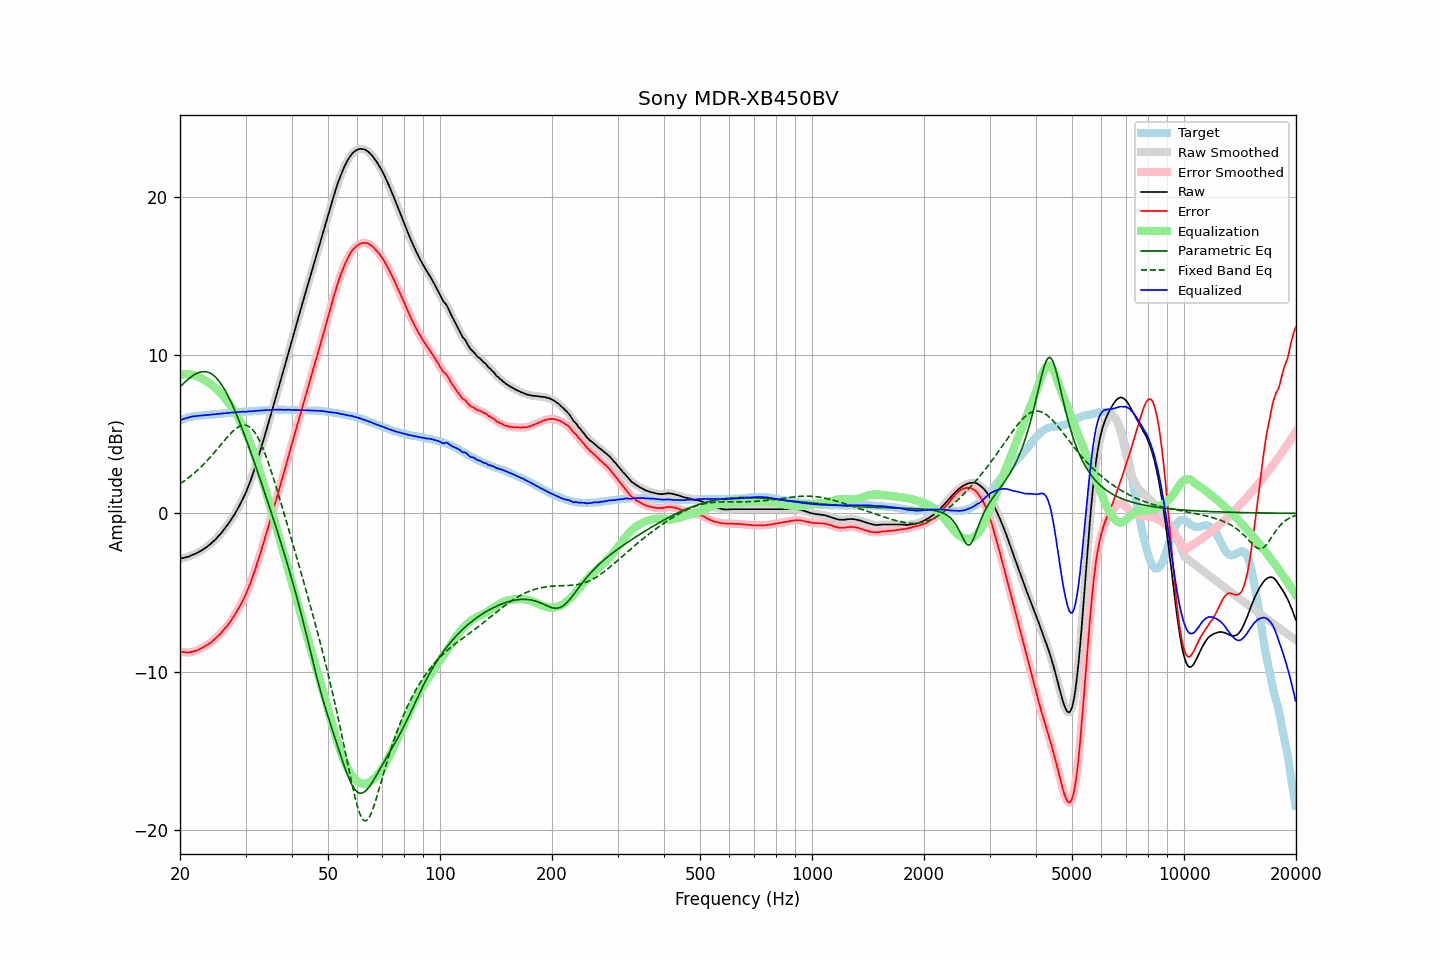 Sony MDR-XB450BV
Target
Raw Smoothed
Error Smoothed
Raw
Error
Equalization
Parametric Eq
Fixed Band Eq
Equalized
Amplitude (dBr)
20
10
0
−10
−20
20 50 100 200 500 1000 2000 5000 10000 20000
Frequency (Hz)